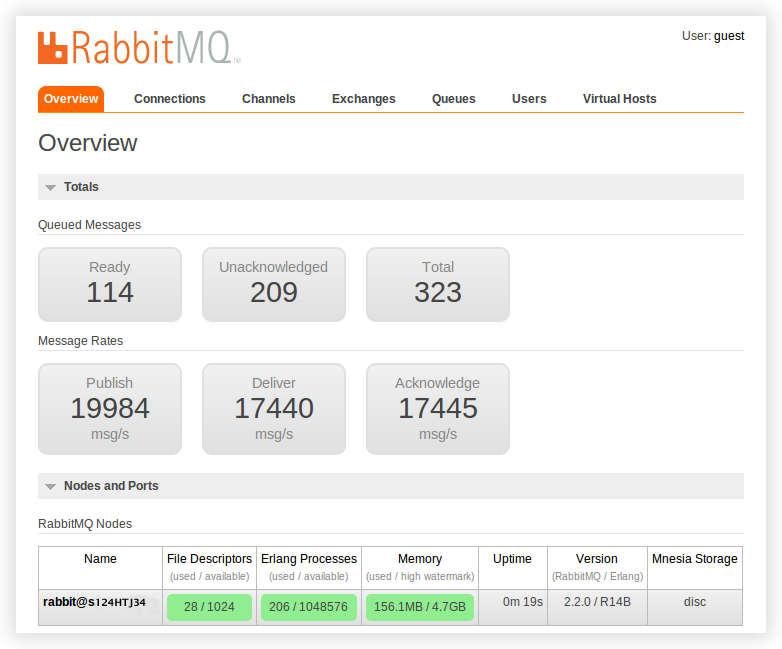 RabbitMQ™
User: guest
Overview Connections Channels Exchanges Queues Users Virtual Hosts
Overview
Totals
Queued Messages
Ready Unacknowledged Total
114 209 323
Message Rates
Publish Deliver Acknowledge
19984 17440 17445
msg/s msg/s msg/s
Nodes and Ports
RabbitMQ Nodes
Name File Descriptors Erlang Processes Memory Uptime Version Mnesia Storage
(used / available) (used / available) (used / high watermark) (RabbitMQ / Erlang)
rabbit@s124HTJ34 28 / 1024 206 / 1048576 156.1MB / 4.7GB 0m 19s 2.2.0 / R14B disc